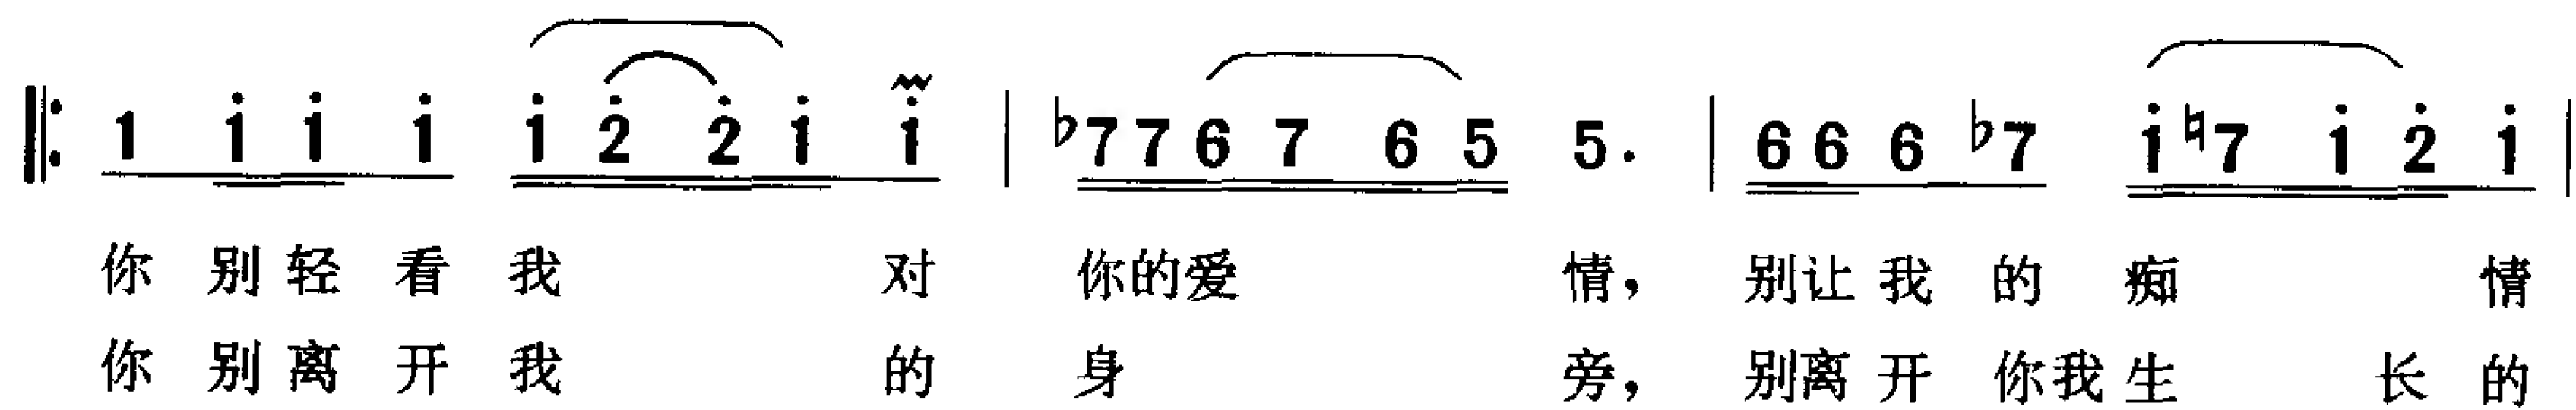 1 i i i i 2 2 i i | ♭7 7 6 7 6 5 5. | 6 6 6 ♭7 i ♮7 i 2 i |
你 别 轻 看 我 对 你 的 爱 情， 别 让 我 的 痴 情
你 别 离 开 我 的 身 旁， 别 离 开 你 我 生 长 的